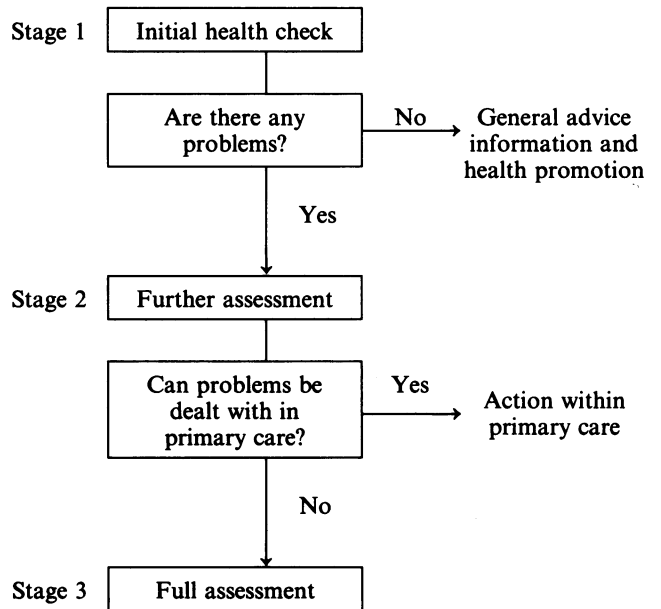 Stage 1
Initial health check
Are there any
problems?
No
General advice
information and
health promotion
Yes
Stage 2
Further assessment
Can problems be
dealt with in
primary care?
Yes
Action within
primary care
No
Stage 3
Full assessment